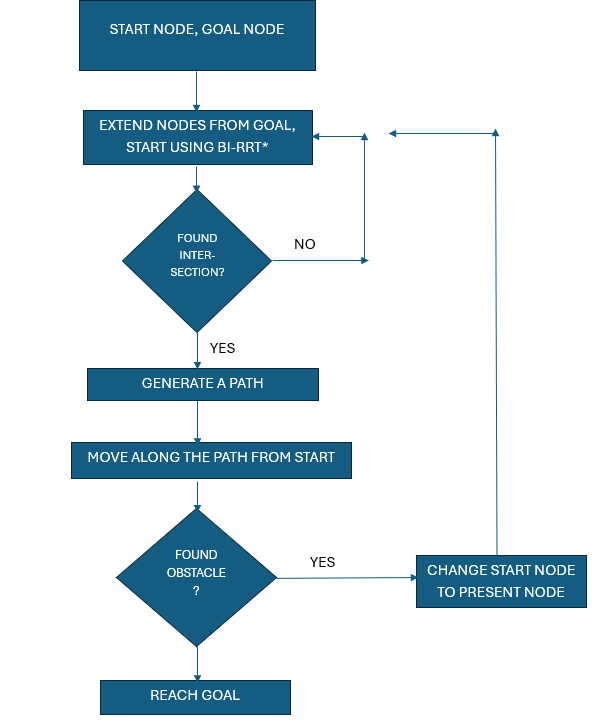 START NODE, GOAL NODE
EXTEND NODES FROM GOAL,
START USING BI-RRT*
FOUND
INTER-
SECTION?
NO
YES
GENERATE A PATH
MOVE ALONG THE PATH FROM START
FOUND
OBSTACLE
?
YES
CHANGE START NODE
TO PRESENT NODE
REACH GOAL